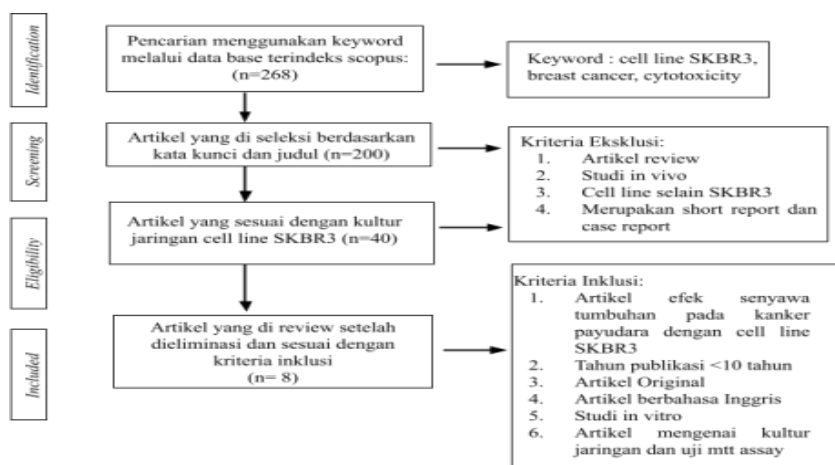 Identification
Pencarian menggunakan keyword
melalui data base terindeks scopus:
(n=268)
Keyword : cell line SKBR3,
breast cancer, cytotoxicity
Screening
Artikel yang di seleksi berdasarkan
kata kunci dan judul (n=200)
Kriteria Eksklusi:
1. Artikel review
2. Studi in vivo
3. Cell line selain SKBR3
4. Merupakan short report dan
case report
Eligibility
Artikel yang sesuai dengan kultur
jaringan cell line SKBR3 (n=40)
Included
Artikel yang di review setelah
dieliminasi dan sesuai dengan
kriteria inklusi
(n= 8)
Kriteria Inklusi:
1. Artikel efek senyawa
tumbuhan pada kanker
payudara dengan cell line
SKBR3
2. Tahun publikasi <10 tahun
3. Artikel Original
4. Artikel berbahasa Inggris
5. Studi in vitro
6. Artikel mengenai kultur
jaringan dan uji mtt assay